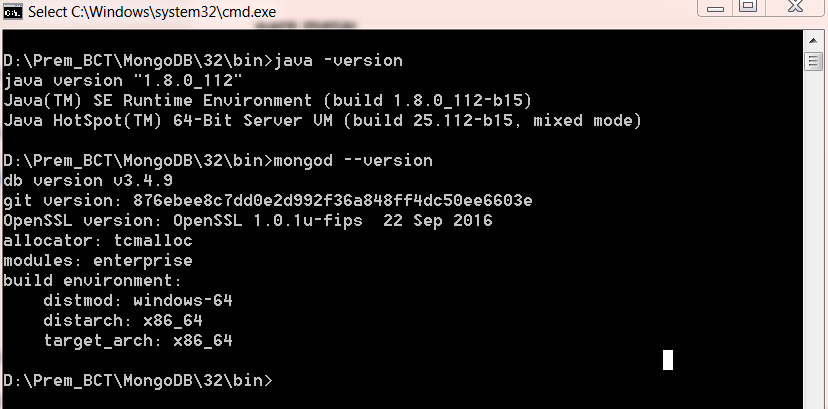 Select C:\Windows\system32\cmd.exe
D:\Prem_BCT\MongoDB\32\bin>java -version
java version "1.8.0_112"
Java(TM) SE Runtime Environment (build 1.8.0_112-b15)
Java HotSpot(TM) 64-Bit Server VM (build 25.112-b15, mixed mode)
D:\Prem_BCT\MongoDB\32\bin>mongod --version
db version v3.4.9
git version: 876ebee8c7dd0e2d992f36a848ff4dc50ee6603e
OpenSSL version: OpenSSL 1.0.1u-fips  22 Sep 2016
allocator: tcmalloc
modules: enterprise
build environment:
    distmod: windows-64
    distarch: x86_64
    target_arch: x86_64
D:\Prem_BCT\MongoDB\32\bin>